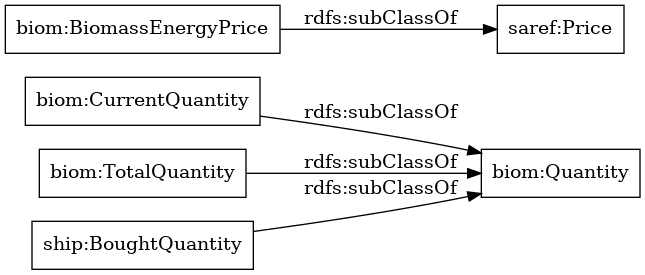 biom:BiomassEnergyPrice
rdfs:subClassOf
saref:Price
biom:CurrentQuantity
rdfs:subClassOf
biom:TotalQuantity
rdfs:subClassOf
biom:Quantity
rdfs:subClassOf
ship:BoughtQuantity